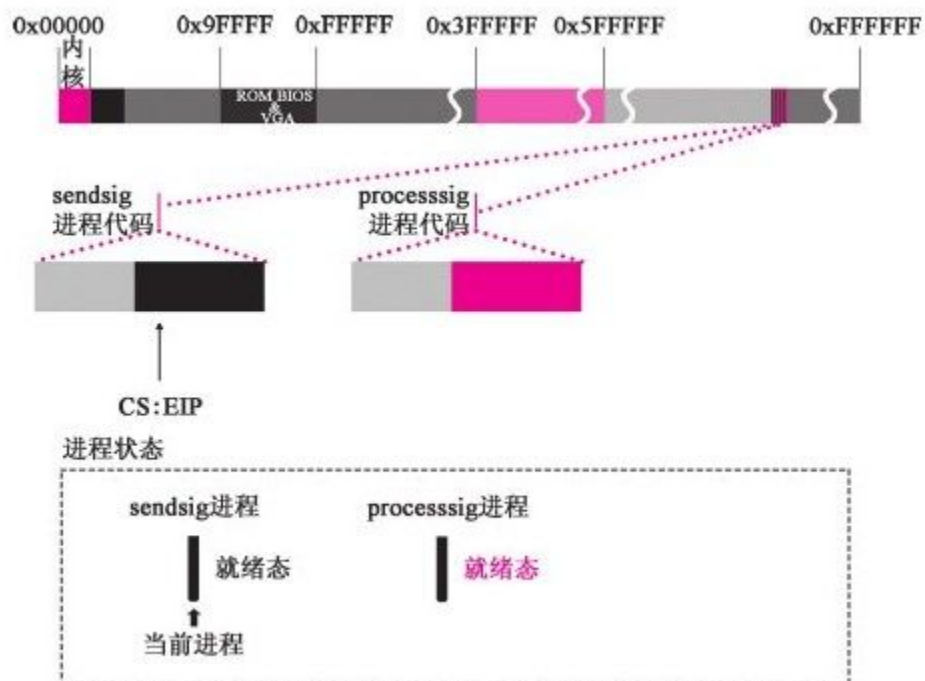 0x00000 0x9FFFF 0xFFFFF 0x3FFFFF 0x5FFFFF 0xFFFFFF
内
核
ROM BIOS
&
VGA
sendsig
进程代码
processsig
进程代码
CS:EIP
进程状态
sendsig进程 processsig进程
就绪态 就绪态
当前进程